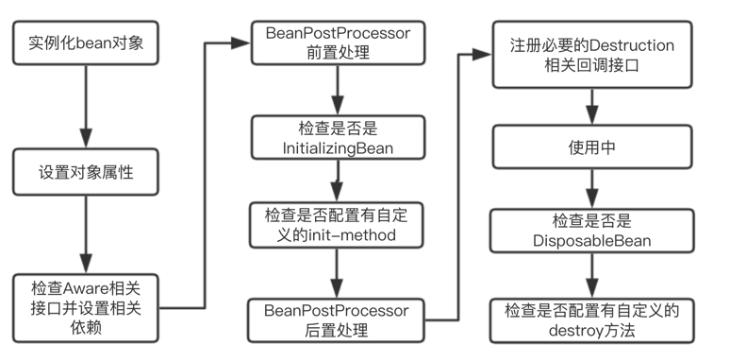 实例化bean对象
设置对象属性
检查Aware相关
接口并设置相关
依赖
BeanPostProcessor
前置处理
检查是否是
InitializingBean
检查是否配置有自定
义的init-method
BeanPostProcessor
后置处理
注册必要的Destruction
相关回调接口
使用中
检查是否是
DisposableBean
检查是否配置有自定义的
destroy方法